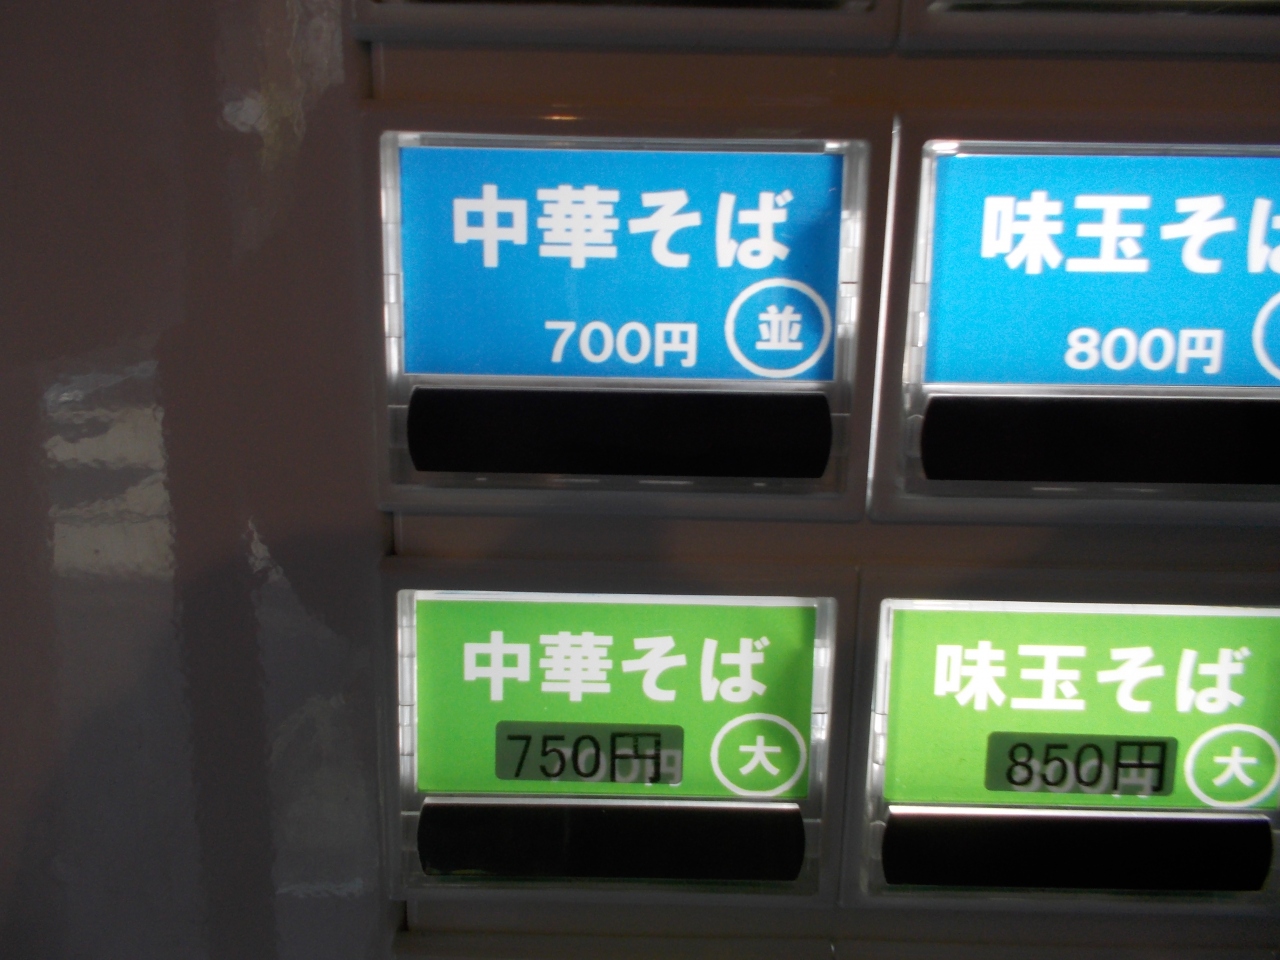 中華そば
700円 並
味玉そば
800円
中華そば
750円 大
味玉そば
850円 大